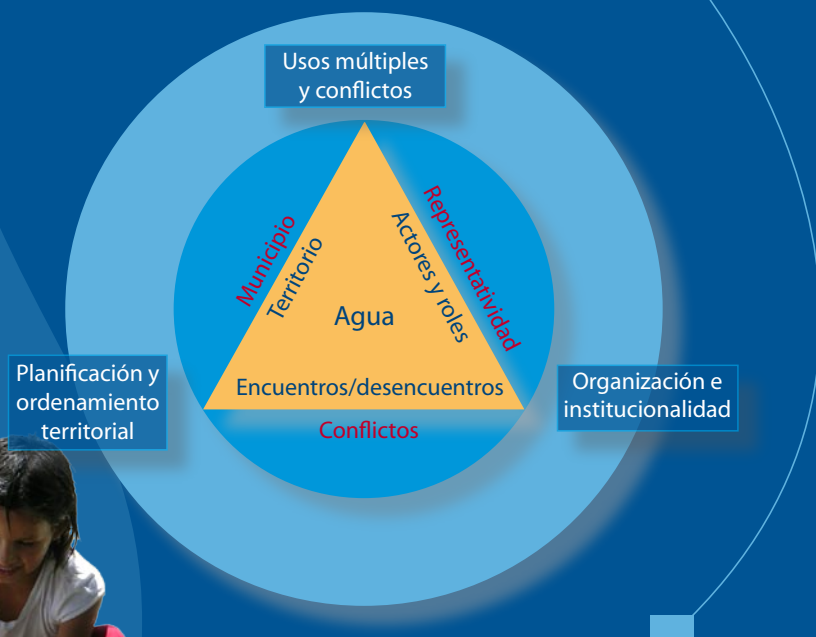 Usos múltiples
y conflictos
Municipio
Territorio
Representatividad
Actores y roles
Agua
Encuentros/desencuentros
Conflictos
Planificación y
ordenamiento
territorial
Organización e
institucionalidad